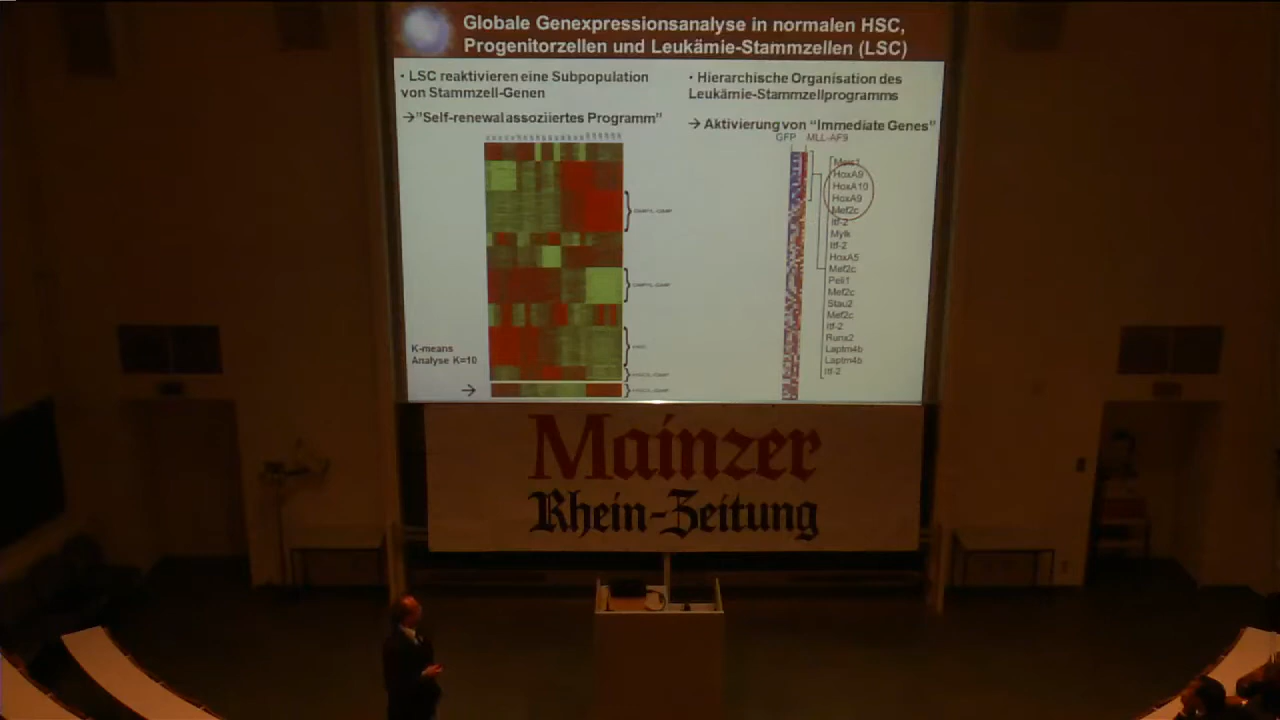 Globale Genexpressionsanalyse in normalen HSC,
Progenitorzellen und Leukämie-Stammzellen (LSC)
· LSC reaktivieren eine Subpopulation
von Stammzell-Genen
→"Self-renewal assoziiertes Programm"
K-means
Analyse K=10
→
· Hierarchische Organisation des
Leukämie-Stammzellprogramms
→ Aktivierung von "Immediate Genes"
GFP MLL-AF9
Meis1
HoxA9
HoxA10
HoxA9
Mef2c
Itf-2
Mylk
Itf-2
HoxA5
Mef2c
Peli1
Mef2c
Stau2
Mef2c
Itf-2
Runx2
Laptm4b
Laptm4b
Itf-2
Mainzer
Rhein-Zeitung